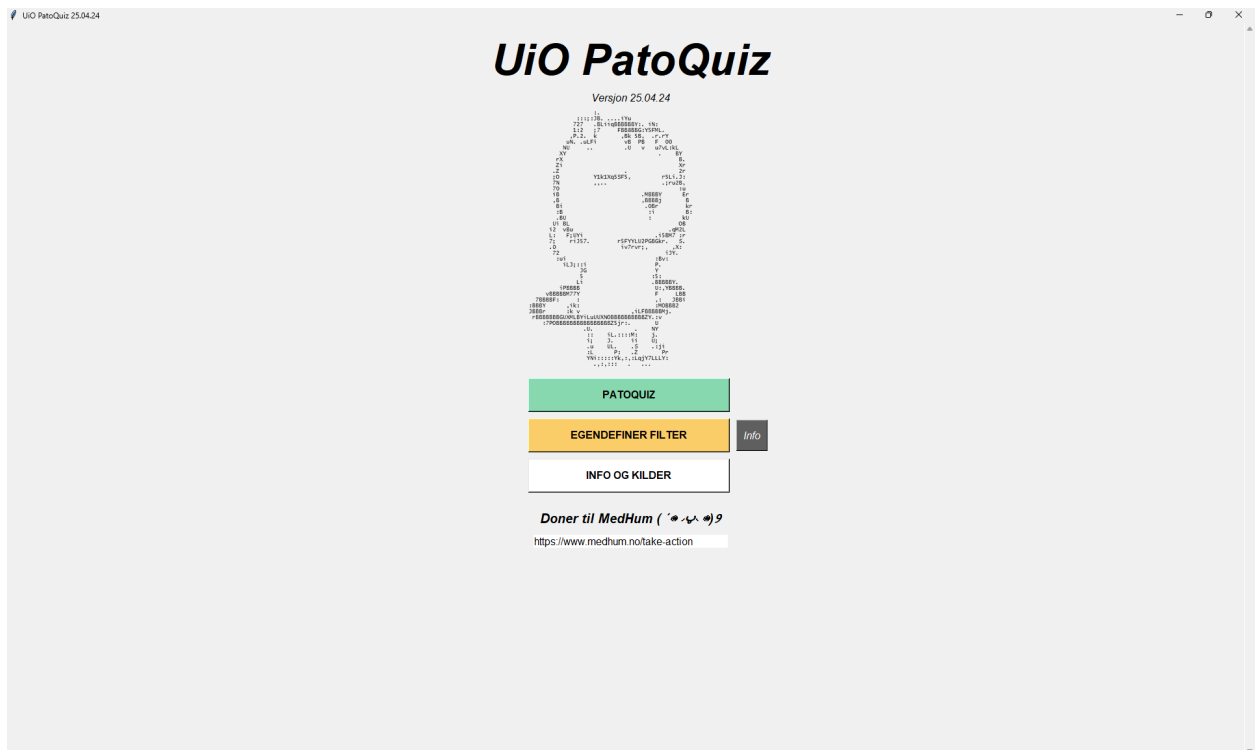 UiO PatoQuiz 25.04.24
UiO PatoQuiz
Versjon 25.04.24
PATOQUIZ
EGENDEFINER FILTER
Info
INFO OG KILDER
Doner til MedHum
https://www.medhum.no/take-action